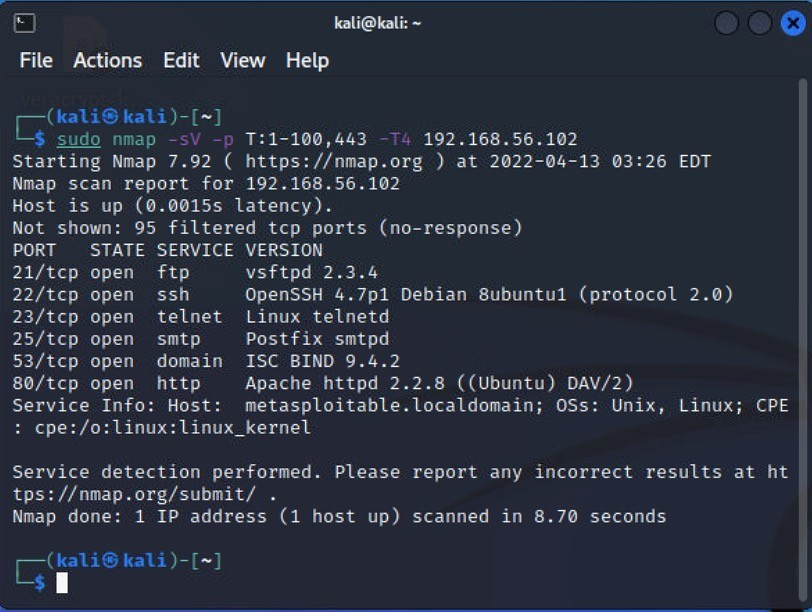 kali@kali: ~
File Actions Edit View Help
┌──(kali㉿kali)-[~]
└─$ sudo nmap -sV -p T:1-100,443 -T4 192.168.56.102
Starting Nmap 7.92 ( https://nmap.org ) at 2022-04-13 03:26 EDT
Nmap scan report for 192.168.56.102
Host is up (0.0015s latency).
Not shown: 95 filtered tcp ports (no-response)
PORT   STATE SERVICE VERSION
21/tcp open  ftp     vsftpd 2.3.4
22/tcp open  ssh     OpenSSH 4.7p1 Debian 8ubuntu1 (protocol 2.0)
23/tcp open  telnet  Linux telnetd
25/tcp open  smtp    Postfix smtpd
53/tcp open  domain  ISC BIND 9.4.2
80/tcp open  http    Apache httpd 2.2.8 ((Ubuntu) DAV/2)
Service Info: Host:  metasploitable.localdomain; OSs: Unix, Linux; CPE
: cpe:/o:linux:linux_kernel
Service detection performed. Please report any incorrect results at ht
tps://nmap.org/submit/ .
Nmap done: 1 IP address (1 host up) scanned in 8.70 seconds
┌──(kali㉿kali)-[~]
└─$